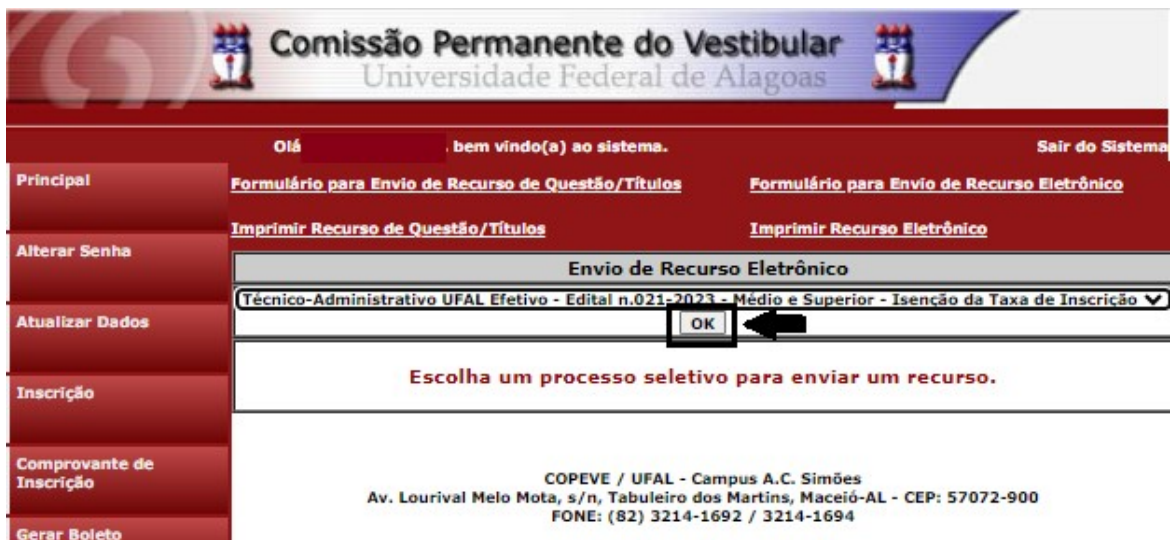 Comissão Permanente do Vestibular
Universidade Federal de Alagoas
Olá , bem vindo(a) ao sistema. Sair do Sistema
Principal
Formulário para Envio de Recurso de Questão/Títulos Formulário para Envio de Recurso Eletrônico
Imprimir Recurso de Questão/Títulos Imprimir Recurso Eletrônico
Alterar Senha
Envio de Recurso Eletrônico
Técnico-Administrativo UFAL Efetivo - Edital n.021-2023 - Médio e Superior - Isenção da Taxa de Inscrição
Atualizar Dados
OK
Escolha um processo seletivo para enviar um recurso.
Inscrição
Comprovante de
Inscrição
COPEVE / UFAL - Campus A.C. Simões
Av. Lourival Melo Mota, s/n, Tabuleiro dos Martins, Maceió-AL - CEP: 57072-900
FONE: (82) 3214-1692 / 3214-1694
Gerar Boleto